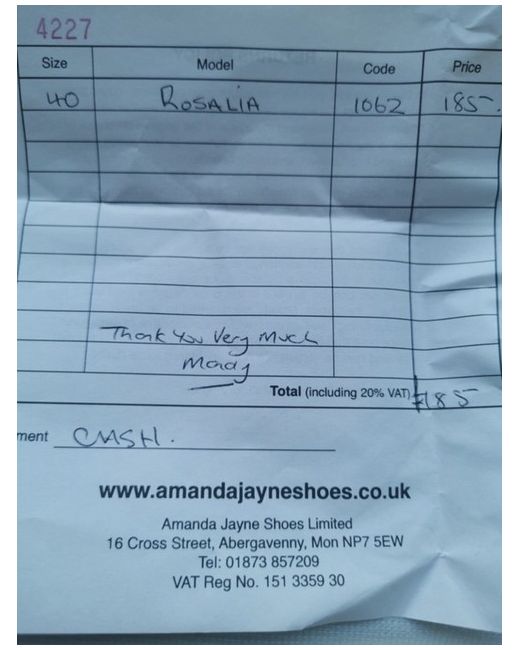 4227
Size Model Code Price
40 ROSALIA 1062 185-.
Thank You Very Much
Mandy
Total (including 20% VAT) £185
ment CASH.
www.amandajayneshoes.co.uk
Amanda Jayne Shoes Limited
16 Cross Street, Abergavenny, Mon NP7 5EW
Tel: 01873 857209
VAT Reg No. 151 3359 30